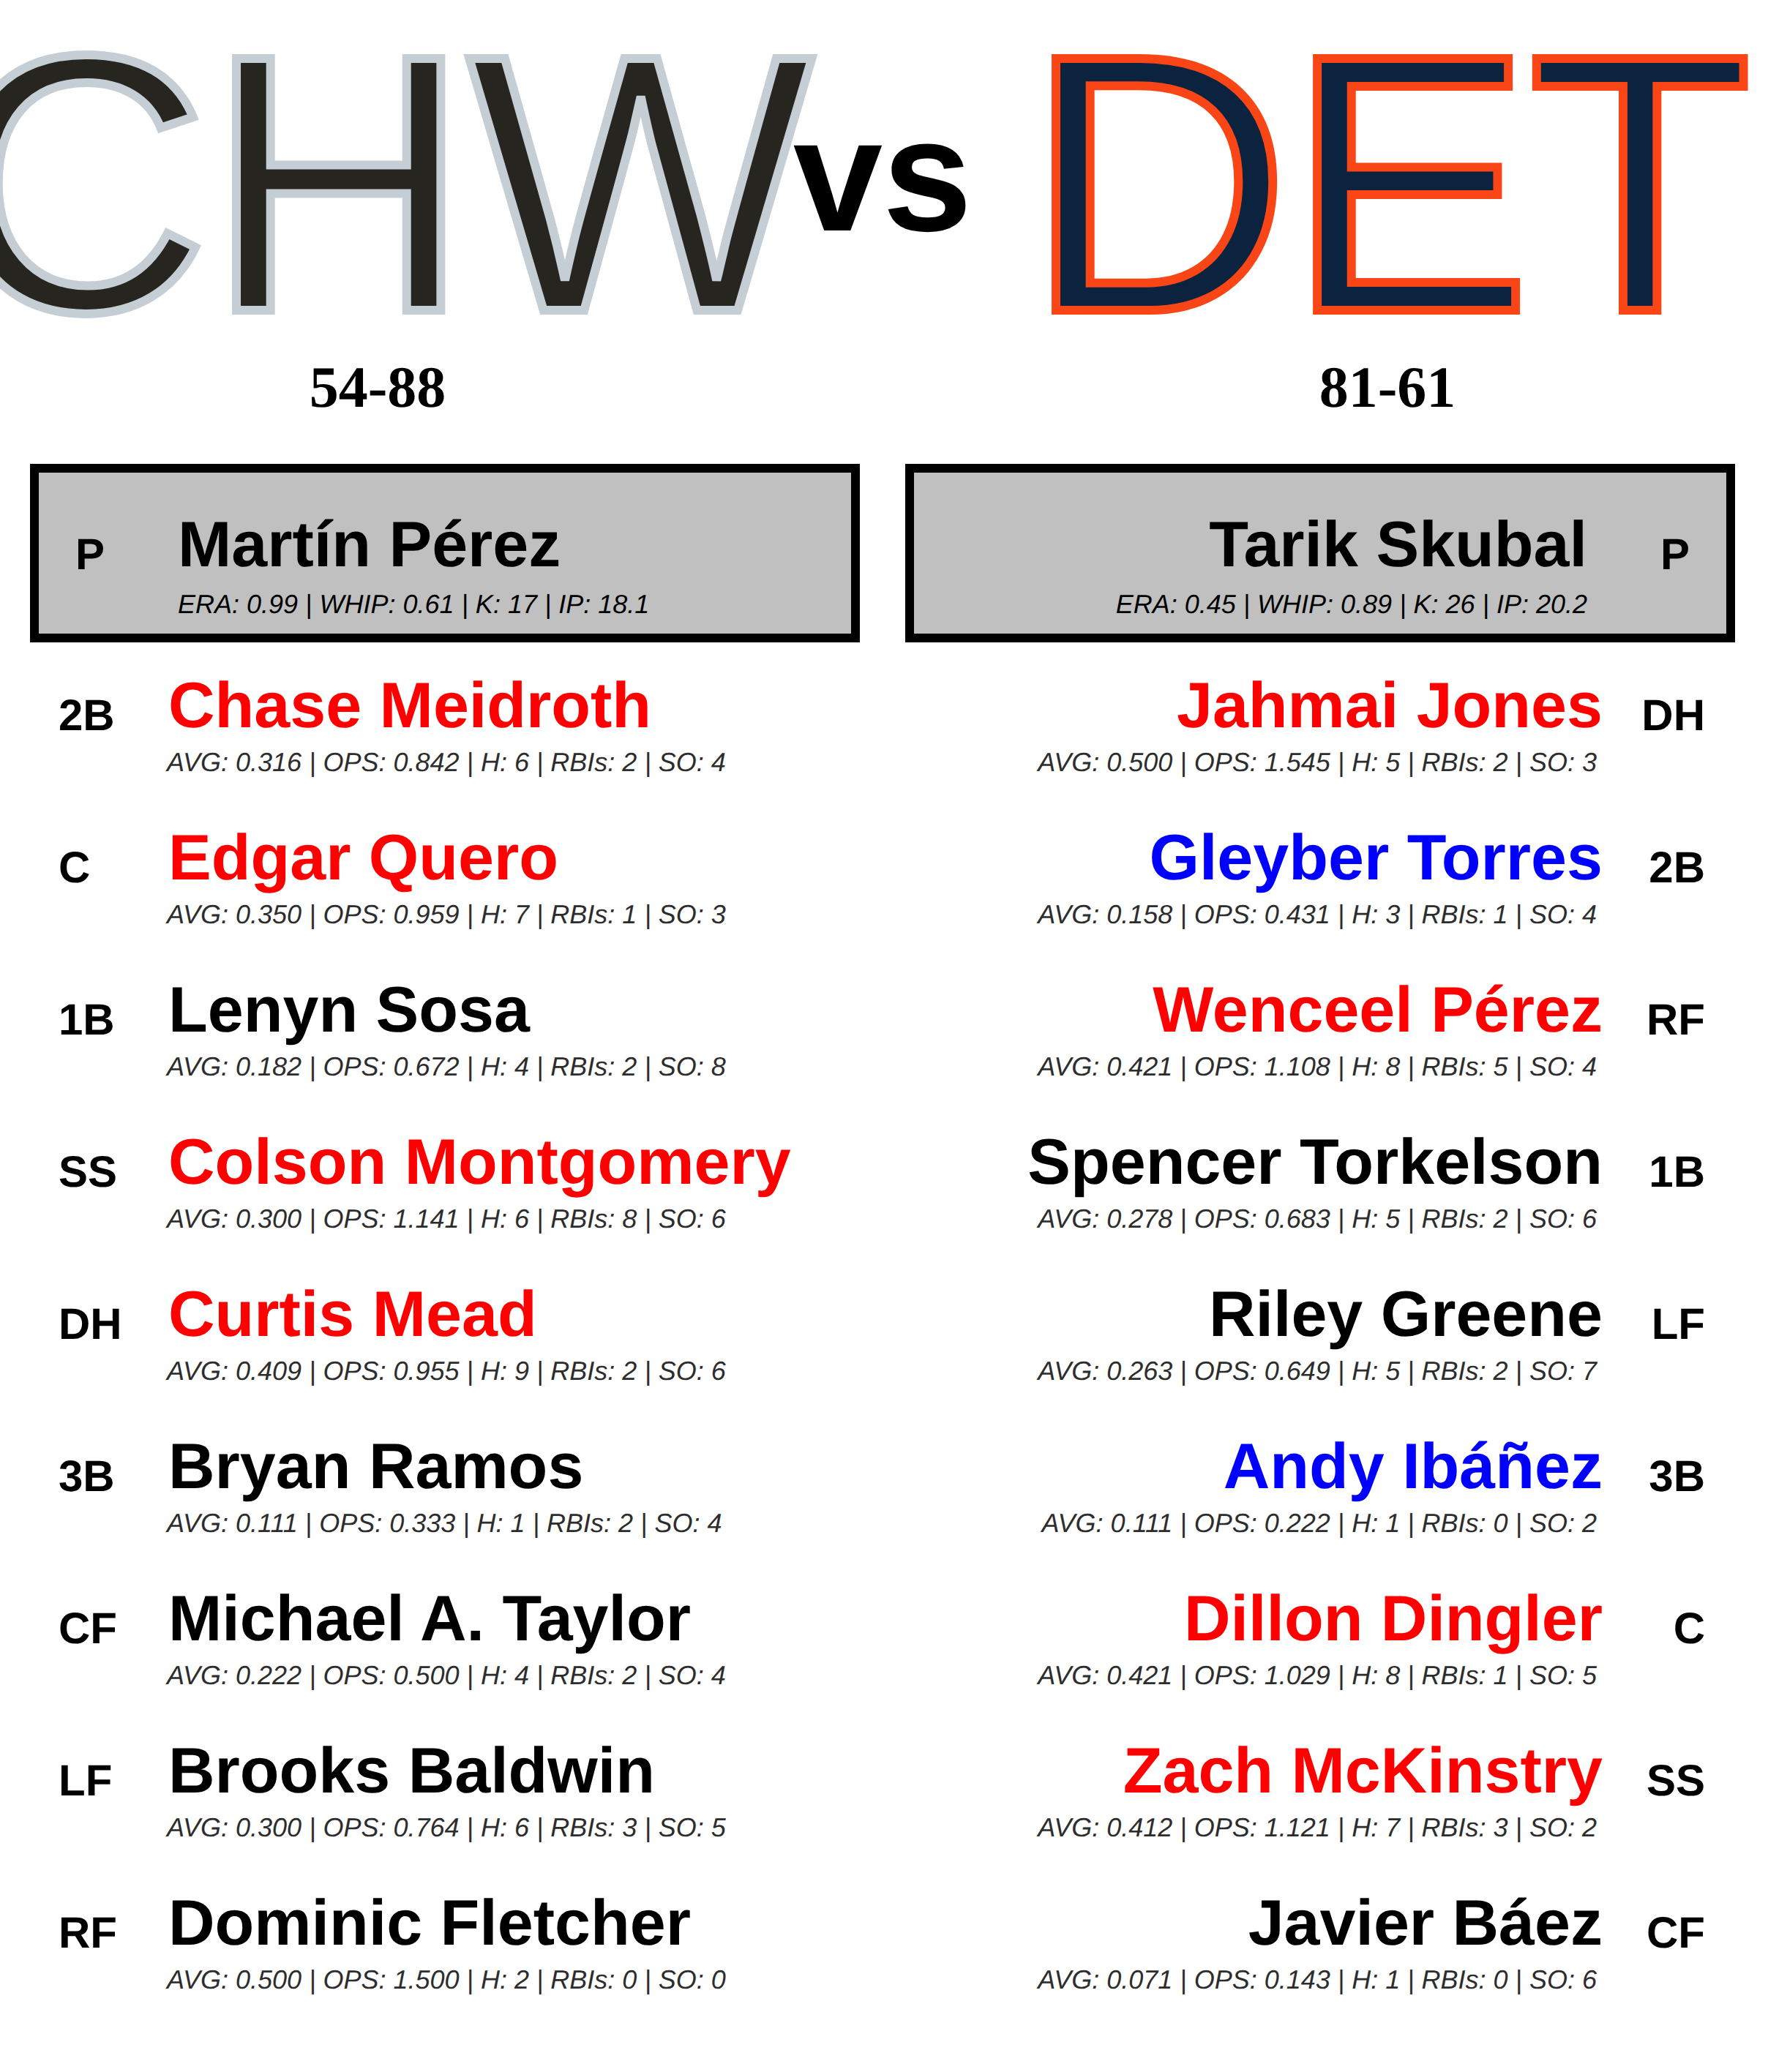 CHW vs DET
54-88
81-61
P Martín Pérez
ERA: 0.99 | WHIP: 0.61 | K: 17 | IP: 18.1
Tarik Skubal P
ERA: 0.45 | WHIP: 0.89 | K: 26 | IP: 20.2
2B Chase Meidroth
AVG: 0.316 | OPS: 0.842 | H: 6 | RBIs: 2 | SO: 4
C Edgar Quero
AVG: 0.350 | OPS: 0.959 | H: 7 | RBIs: 1 | SO: 3
1B Lenyn Sosa
AVG: 0.182 | OPS: 0.672 | H: 4 | RBIs: 2 | SO: 8
SS Colson Montgomery
AVG: 0.300 | OPS: 1.141 | H: 6 | RBIs: 8 | SO: 6
DH Curtis Mead
AVG: 0.409 | OPS: 0.955 | H: 9 | RBIs: 2 | SO: 6
3B Bryan Ramos
AVG: 0.111 | OPS: 0.333 | H: 1 | RBIs: 2 | SO: 4
CF Michael A. Taylor
AVG: 0.222 | OPS: 0.500 | H: 4 | RBIs: 2 | SO: 4
LF Brooks Baldwin
AVG: 0.300 | OPS: 0.764 | H: 6 | RBIs: 3 | SO: 5
RF Dominic Fletcher
AVG: 0.500 | OPS: 1.500 | H: 2 | RBIs: 0 | SO: 0
Jahmai Jones DH
AVG: 0.500 | OPS: 1.545 | H: 5 | RBIs: 2 | SO: 3
Gleyber Torres 2B
AVG: 0.158 | OPS: 0.431 | H: 3 | RBIs: 1 | SO: 4
Wenceel Pérez RF
AVG: 0.421 | OPS: 1.108 | H: 8 | RBIs: 5 | SO: 4
Spencer Torkelson 1B
AVG: 0.278 | OPS: 0.683 | H: 5 | RBIs: 2 | SO: 6
Riley Greene LF
AVG: 0.263 | OPS: 0.649 | H: 5 | RBIs: 2 | SO: 7
Andy Ibáñez 3B
AVG: 0.111 | OPS: 0.222 | H: 1 | RBIs: 0 | SO: 2
Dillon Dingler C
AVG: 0.421 | OPS: 1.029 | H: 8 | RBIs: 1 | SO: 5
Zach McKinstry SS
AVG: 0.412 | OPS: 1.121 | H: 7 | RBIs: 3 | SO: 2
Javier Báez CF
AVG: 0.071 | OPS: 0.143 | H: 1 | RBIs: 0 | SO: 6